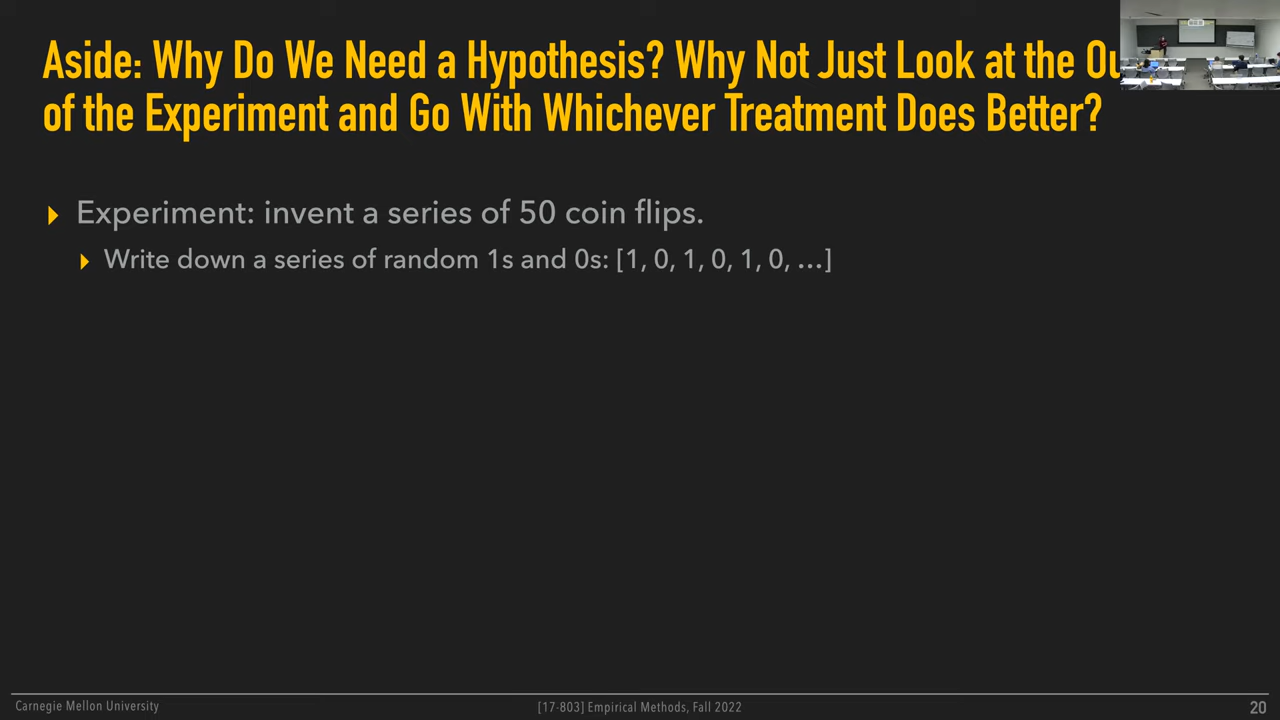 Aside: Why Do We Need a Hypothesis? Why Not Just Look at the
of the Experiment and Go With Whichever Treatment Does Better?
Experiment: invent a series of 50 coin flips.
Write down a series of random 1s and 0s: [1, 0, 1, 0, 1, 0, …]
Carnegie Mellon University
[17-803] Empirical Methods, Fall 2022
20